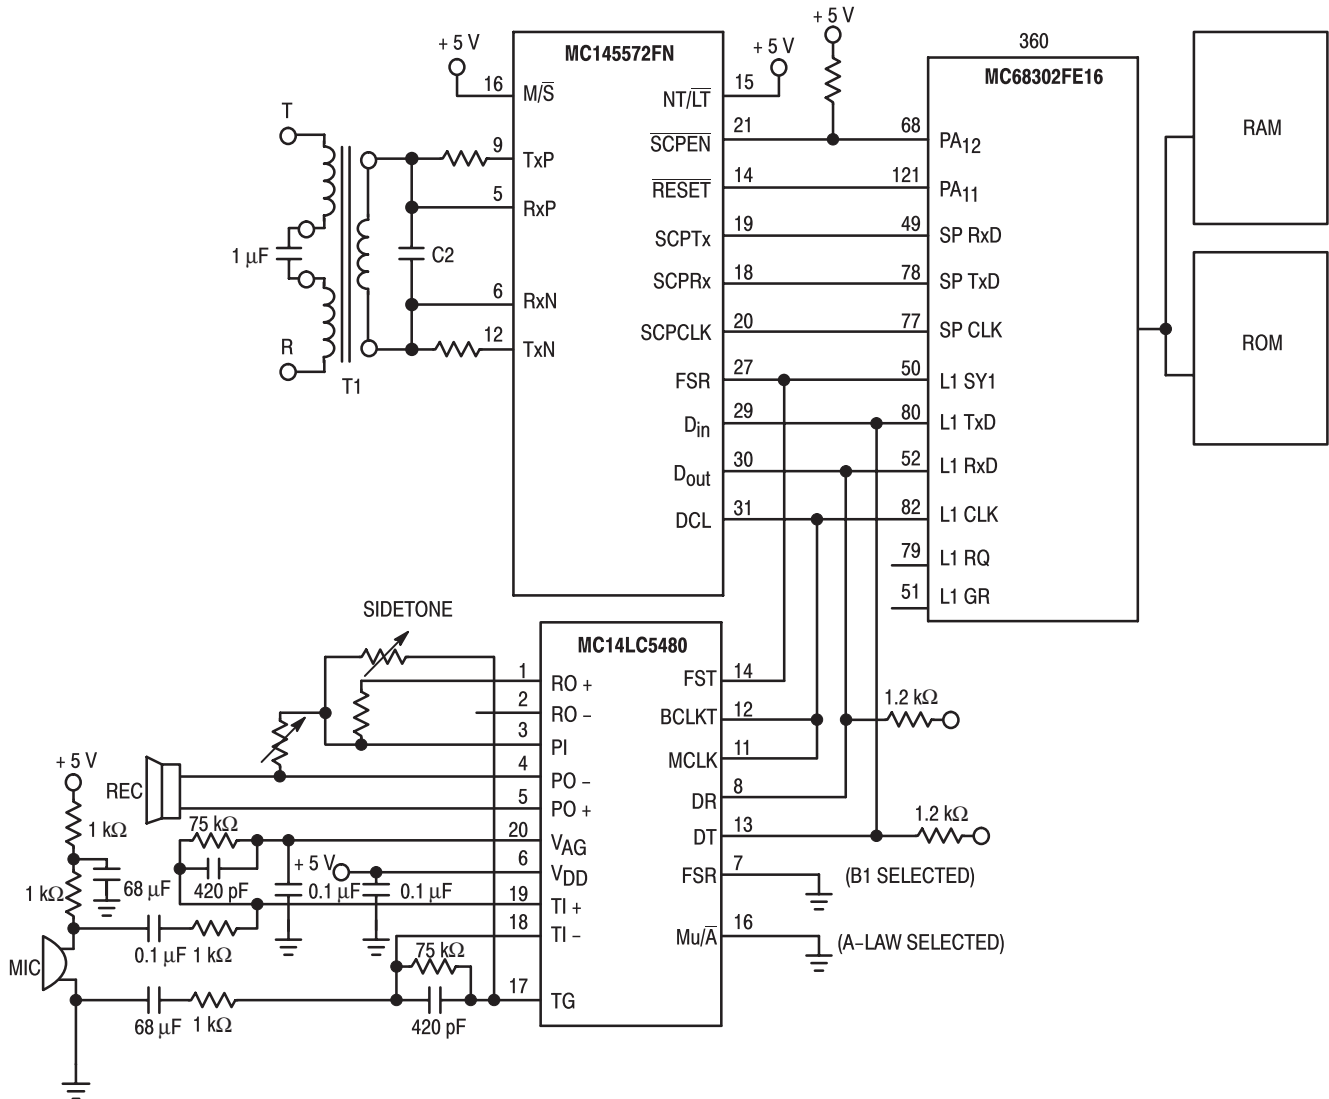 + 5 V
+ 5 V
+ 5 V
360
MC145572FN
MC68302FE16
RAM
ROM
16 M/S̅
NT/L̅T̅ 15
S̅C̅P̅E̅N̅ 21
68 PA12
T
9 TxP
R̅E̅S̅E̅T̅ 14
121 PA11
5 RxP
SCPTx 19
49 SP RxD
1 µF
C2
SCPRx 18
78 SP TxD
6 RxN
SCPCLK 20
77 SP CLK
R
12 TxN
T1
FSR 27
50 L1 SY1
Din 29
80 L1 TxD
Dout 30
52 L1 RxD
DCL 31
82 L1 CLK
79 L1 RQ
51 L1 GR
SIDETONE
MC14LC5480
1 RO +
FST 14
2 RO –
BCLKT 12
1.2 kΩ
3 PI
MCLK 11
+ 5 V
REC
4 PO –
DR 8
5 PO +
DT 13
1.2 kΩ
1 kΩ
75 kΩ
20 VAG
FSR 7
(B1 SELECTED)
+ 5 V
6 VDD
68 µF
420 pF
0.1 µF
0.1 µF
1 kΩ
19 TI +
18 TI –
Mu/A̅ 16
(A–LAW SELECTED)
0.1 µF 1 kΩ
75 kΩ
MIC
17 TG
68 µF 1 kΩ
420 pF